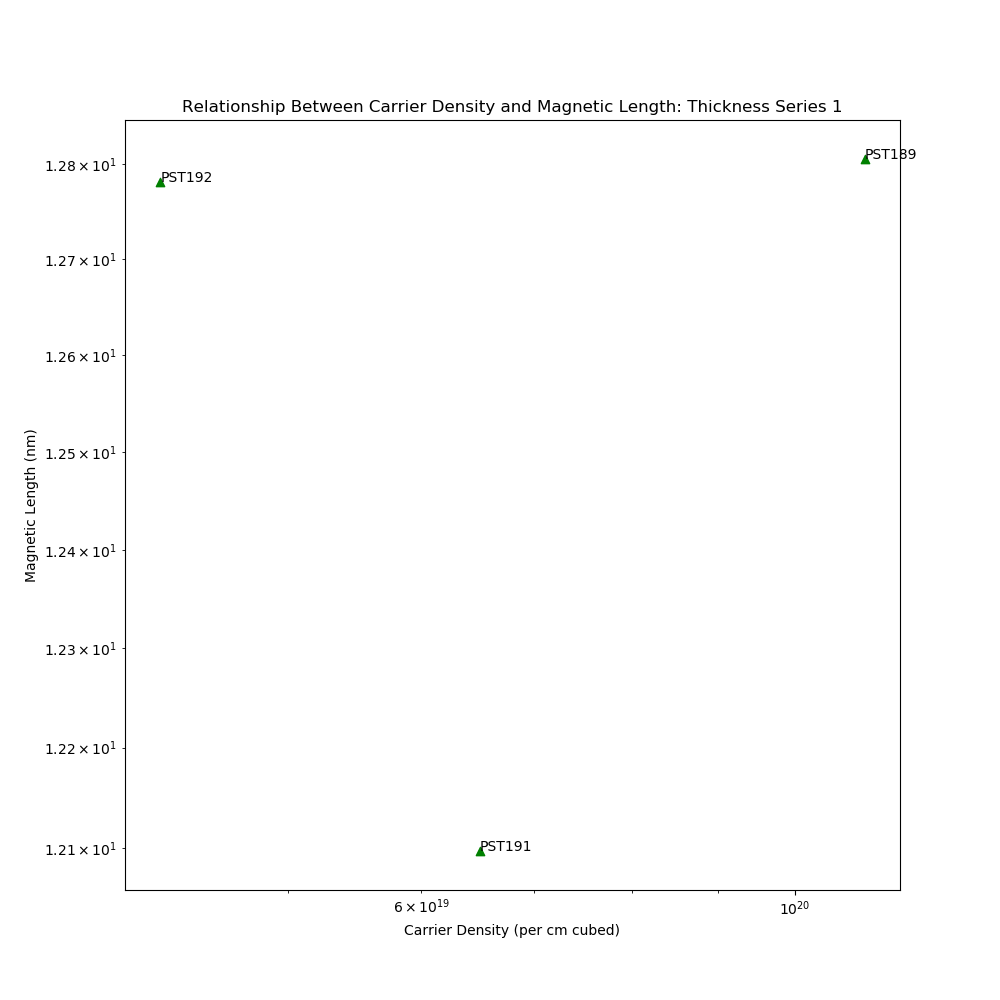 Relationship Between Carrier Density and Magnetic Length: Thickness Series 1
PST189
PST192
PST191
1.28 × 10¹
1.27 × 10¹
1.26 × 10¹
1.25 × 10¹
1.24 × 10¹
1.23 × 10¹
1.22 × 10¹
1.21 × 10¹
Magnetic Length (nm)
6 × 10¹⁹
10²⁰
Carrier Density (per cm cubed)